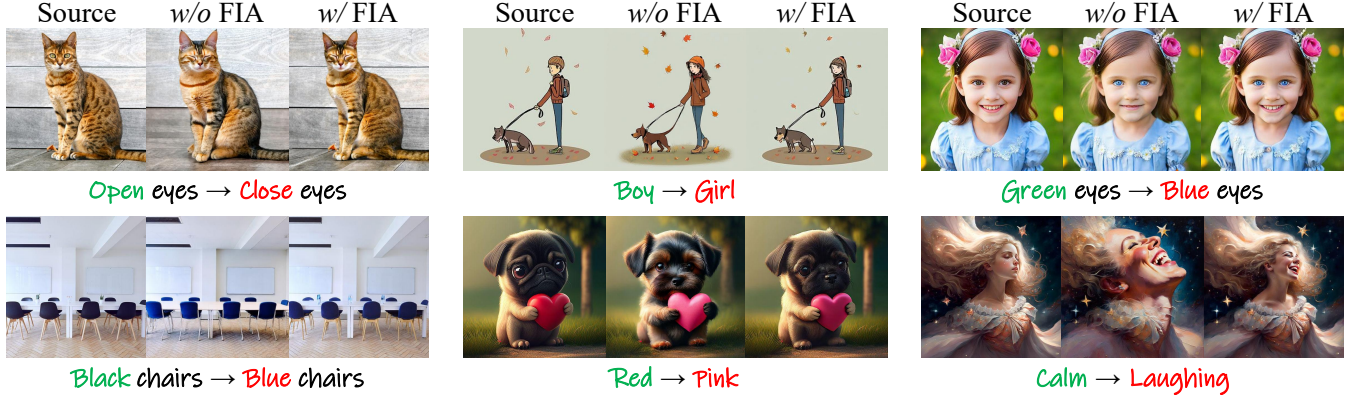 Source w/o FIA w/ FIA Source w/o FIA w/ FIA Source w/o FIA w/ FIA
Open eyes → Close eyes Boy → Girl Green eyes → Blue eyes
Black chairs → Blue chairs Red → Pink Calm → Laughing